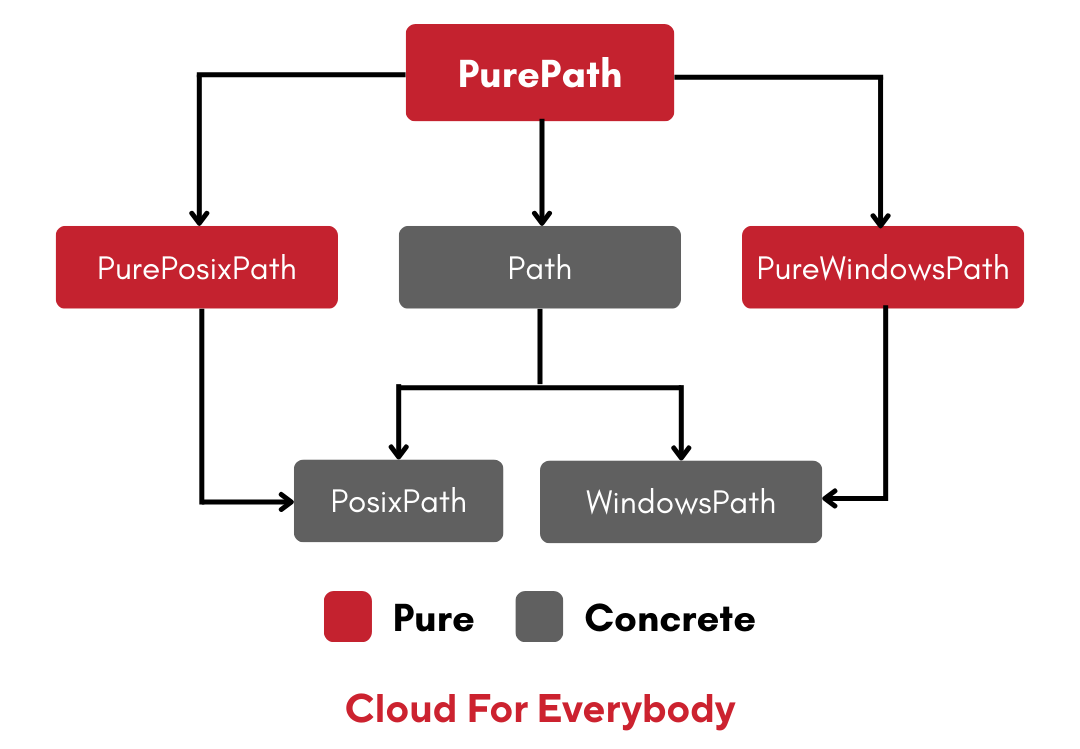 PurePath
PurePosixPath
Path
PureWindowsPath
PosixPath
WindowsPath
Pure
Concrete
Cloud For Everybody